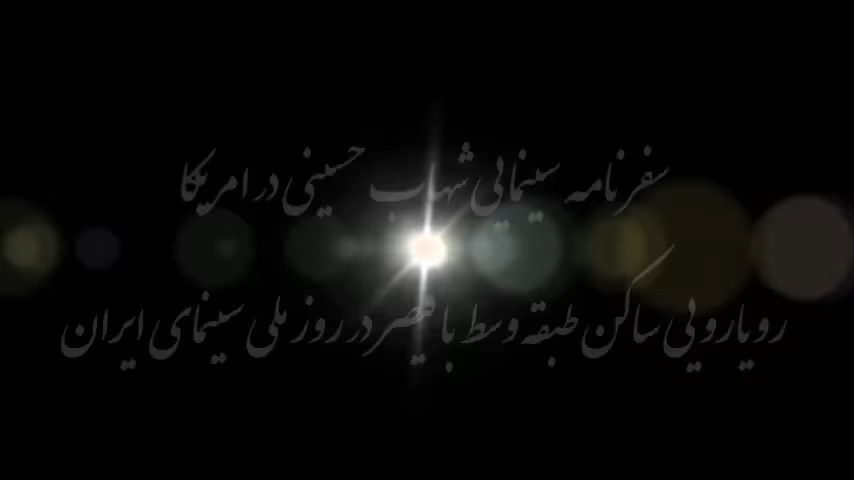 سفرنامه سینمایی شهاب حسینی در امریکا
رویارویی ساکن طبقه وسط با قیصر در روز ملی سینمای ایران